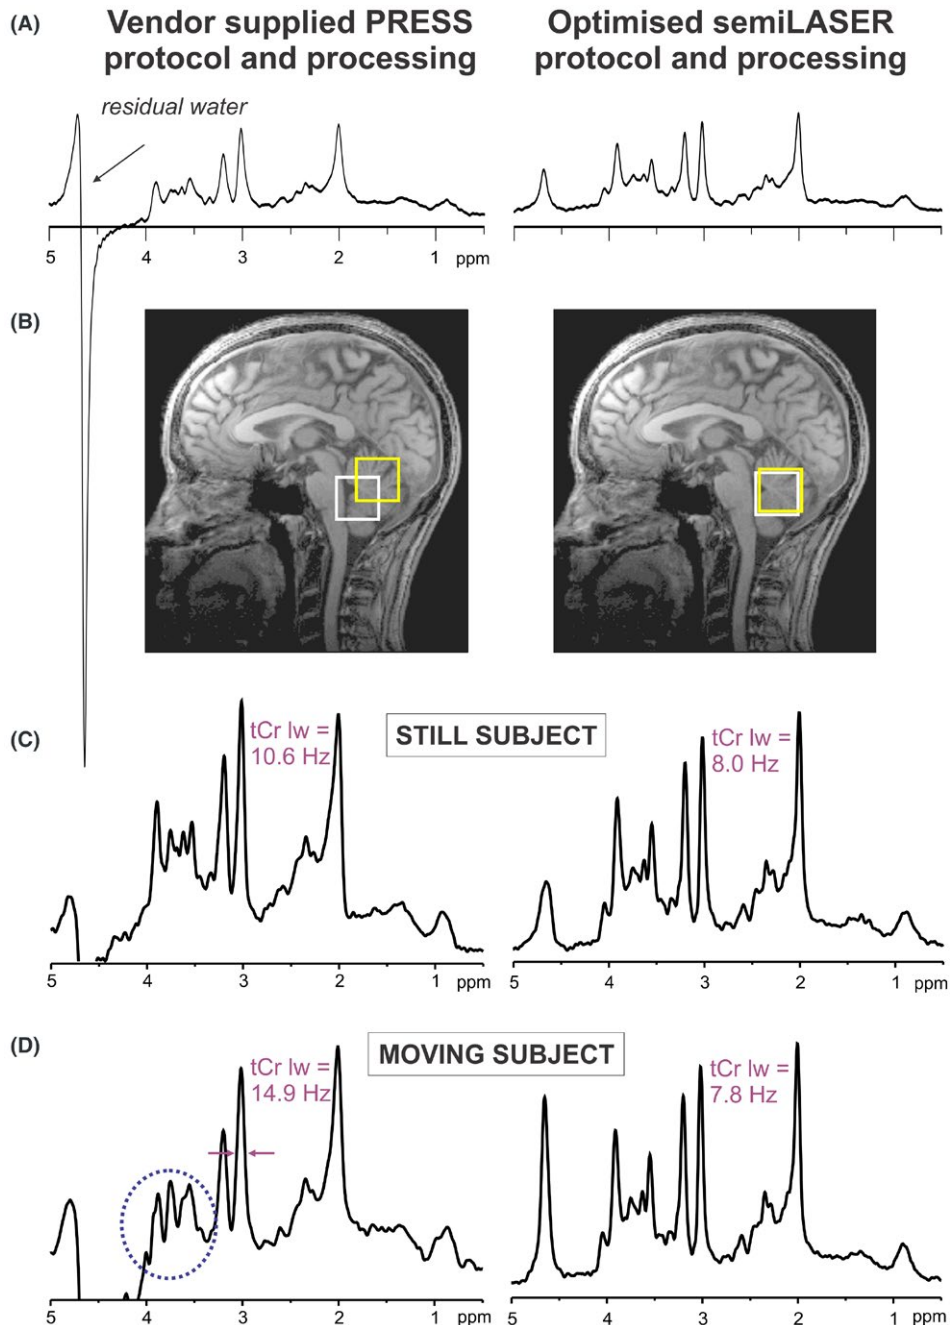 (A)
Vendor supplied PRESS
protocol and processing
Optimised semiLASER
protocol and processing
residual water
5 4 3 2 1 ppm
(B)
(C)
tCr lw =
10.6 Hz
STILL SUBJECT
tCr lw =
8.0 Hz
5 4 3 2 1 ppm
5 4 3 2 1 ppm
(D)
tCr lw =
14.9 Hz
MOVING SUBJECT
tCr lw =
7.8 Hz
5 4 3 2 1 ppm
5 4 3 2 1 ppm